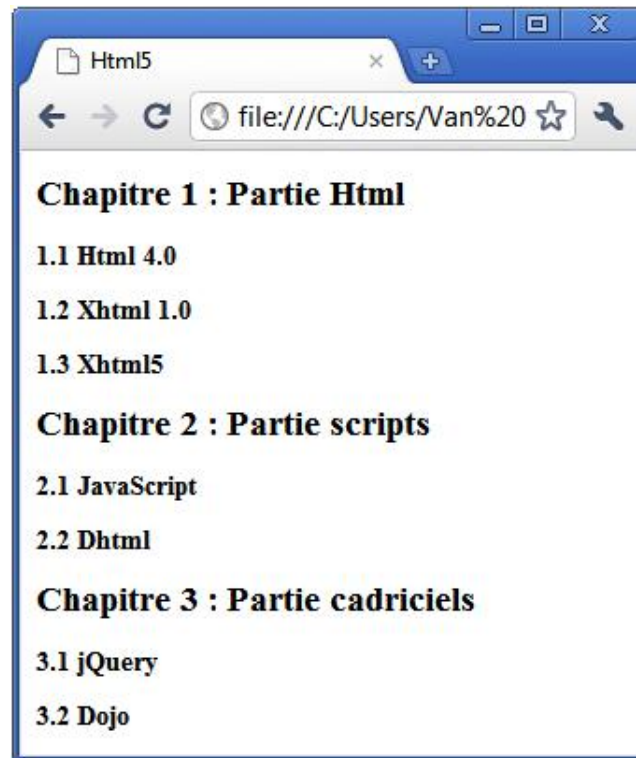 Html5
file:///C:/Users/Van%20
Chapitre 1 : Partie Html
1.1 Html 4.0
1.2 Xhtml 1.0
1.3 Xhtml5
Chapitre 2 : Partie scripts
2.1 JavaScript
2.2 Dhtml
Chapitre 3 : Partie cadriciels
3.1 jQuery
3.2 Dojo